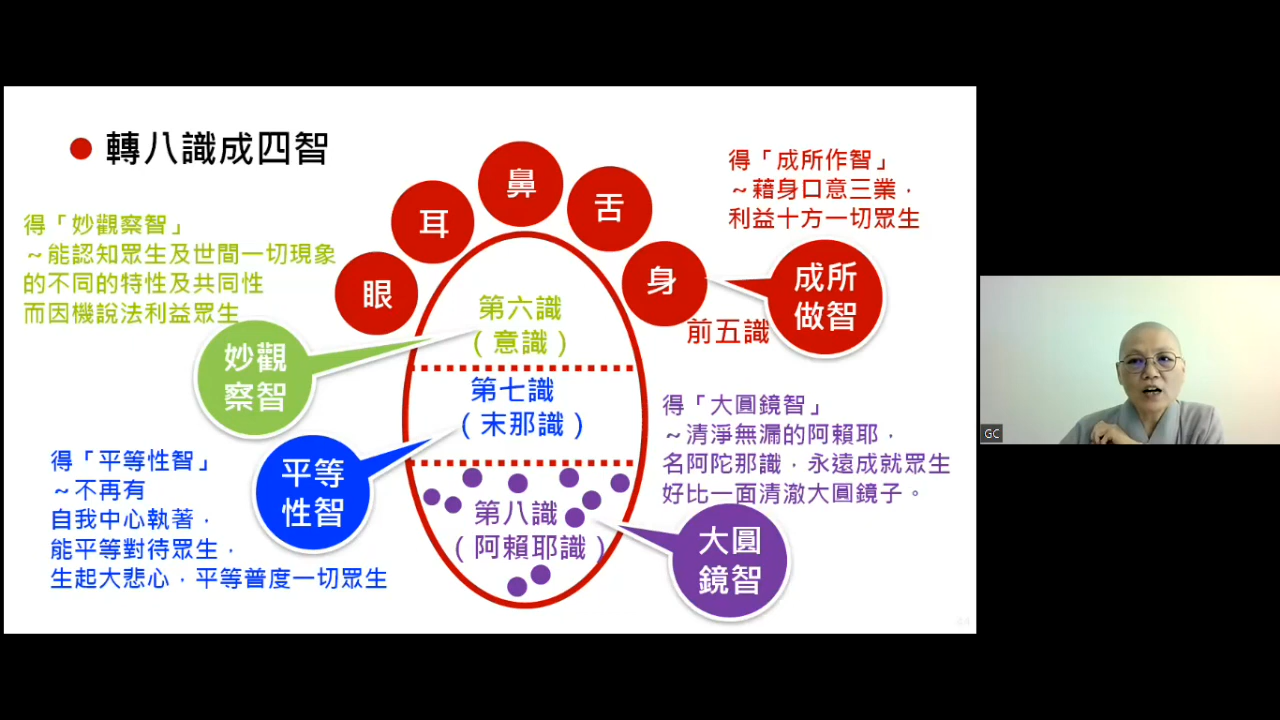 轉八識成四智
得「妙觀察智」
～能認知眾生及世間一切現象
的不同的特性及共同性
而因機說法利益眾生
妙觀
察智
得「平等性智」
～不再有
自我中心執著，
能平等對待眾生，
生起大悲心，平等普度一切眾生
平等
性智
眼
耳
鼻
舌
身
前五識
第六識
（意識）
第七識
（末那識）
第八識
（阿賴耶識）
得「成所作智」
～藉身口意三業，
利益十方一切眾生
成所
做智
得「大圓鏡智」
～清淨無漏的阿賴耶，
名阿陀那識，永遠成就眾生
好比一面清澈大圓鏡子。
大圓
鏡智
GC